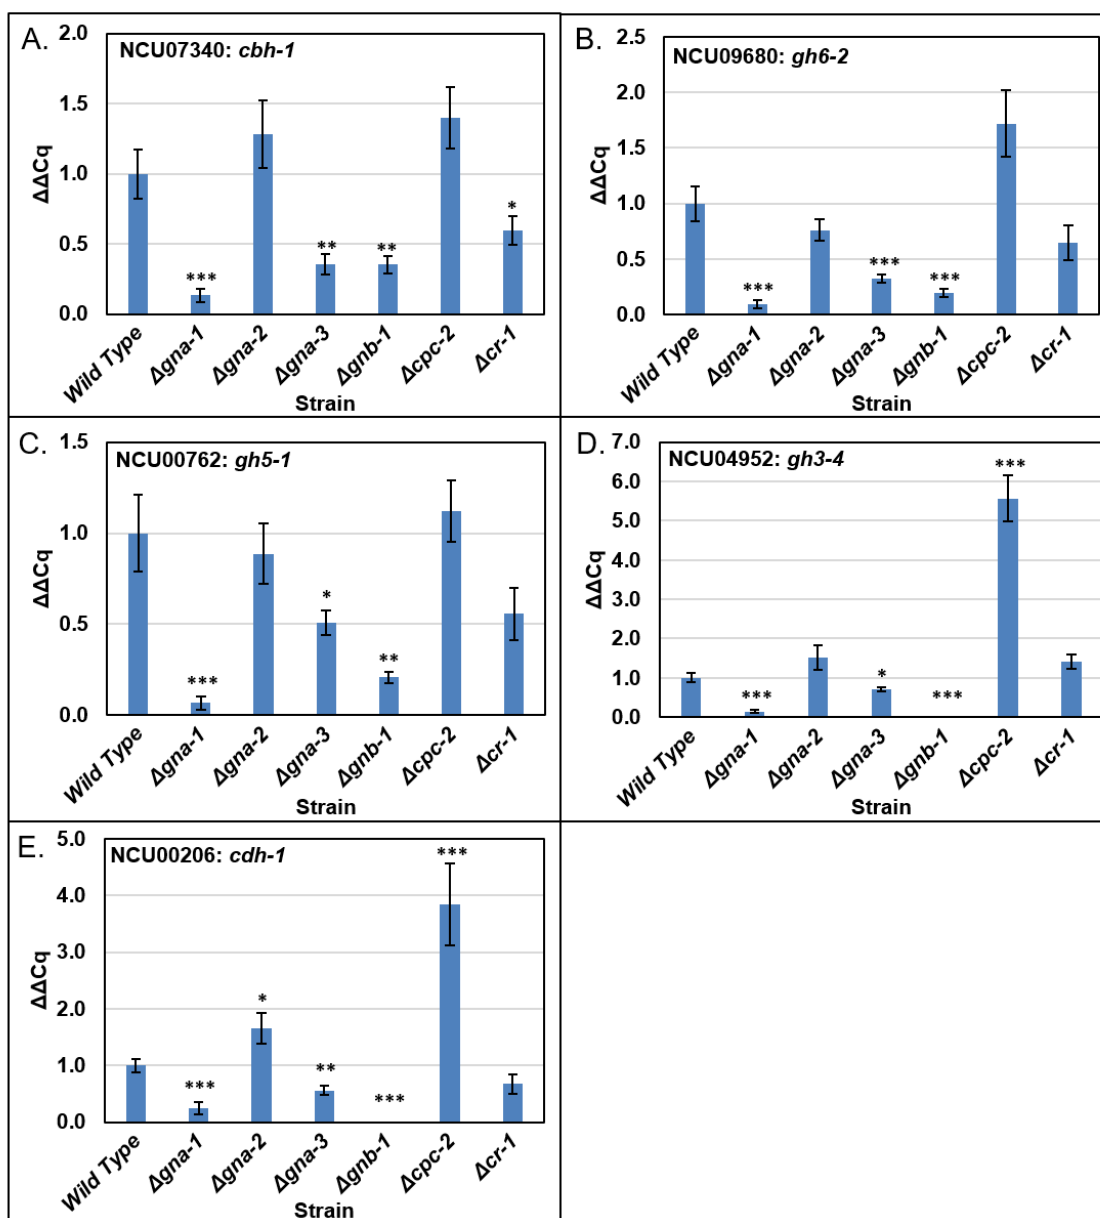 A.
NCU07340: cbh-1
2.0
1.5
1.0
0.5
0.0
ΔΔCq
***
**
**
*
Wild Type
Δgna-1
Δgna-2
Δgna-3
Δgnb-1
Δcpc-2
Δcr-1
Strain
B.
NCU09680: gh6-2
2.5
2.0
1.5
1.0
0.5
0.0
ΔΔCq
***
***
***
Wild Type
Δgna-1
Δgna-2
Δgna-3
Δgnb-1
Δcpc-2
Δcr-1
Strain
C.
NCU00762: gh5-1
1.5
1.0
0.5
0.0
ΔΔCq
***
*
**
Wild Type
Δgna-1
Δgna-2
Δgna-3
Δgnb-1
Δcpc-2
Δcr-1
Strain
D.
NCU04952: gh3-4
7.0
6.0
5.0
4.0
3.0
2.0
1.0
0.0
ΔΔCq
***
*
***
***
Wild Type
Δgna-1
Δgna-2
Δgna-3
Δgnb-1
Δcpc-2
Δcr-1
Strain
E.
NCU00206: cdh-1
5.0
4.0
3.0
2.0
1.0
0.0
ΔΔCq
***
*
**
***
***
Wild Type
Δgna-1
Δgna-2
Δgna-3
Δgnb-1
Δcpc-2
Δcr-1
Strain